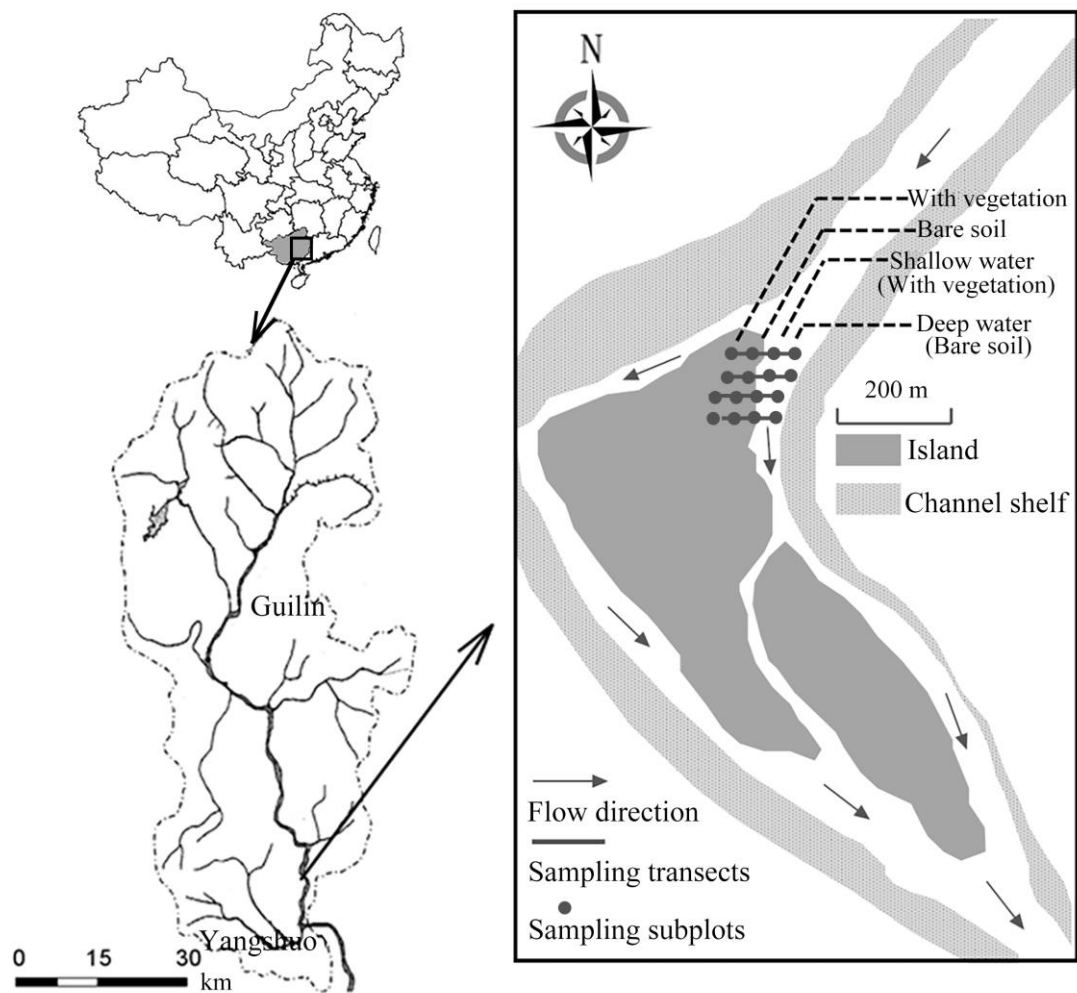 Guilin
Yangshuo
0 15 30
km
N
With vegetation
Bare soil
Shallow water
(With vegetation)
Deep water
(Bare soil)
200 m
Island
Channel shelf
Flow direction
Sampling transects
Sampling subplots